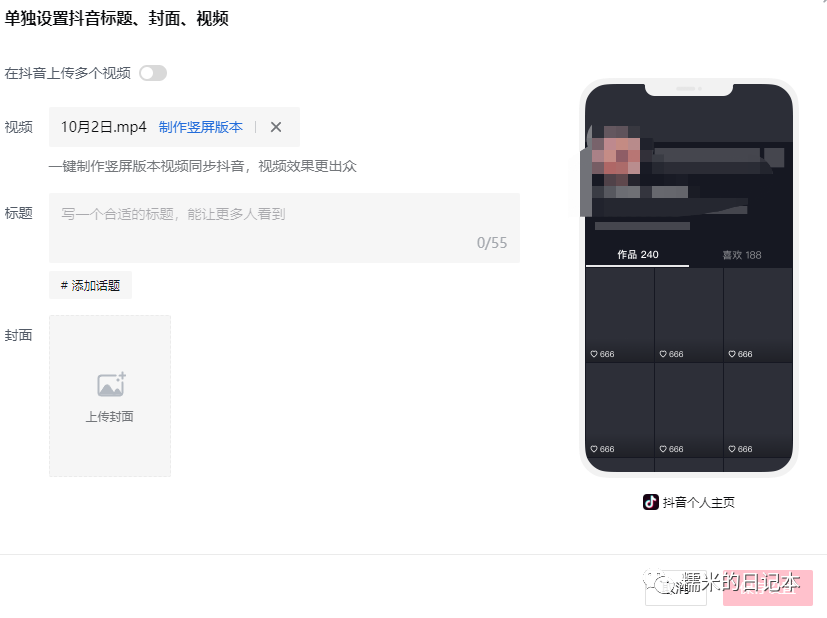 单独设置抖音标题、封面、视频
在抖音上传多个视频
视频
10月2日.mp4 制作竖屏版本
一键制作竖屏版本视频同步抖音，视频效果更出众
标题
写一个合适的标题，能让更多人看到
0/55
# 添加话题
封面
上传封面
作品 240 喜欢 188
666 666 666
666 666 666
抖音个人主页
取消
糯米的日记本